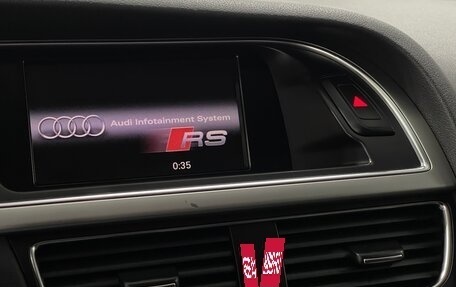 Audi Infotainment System
RS
0:35